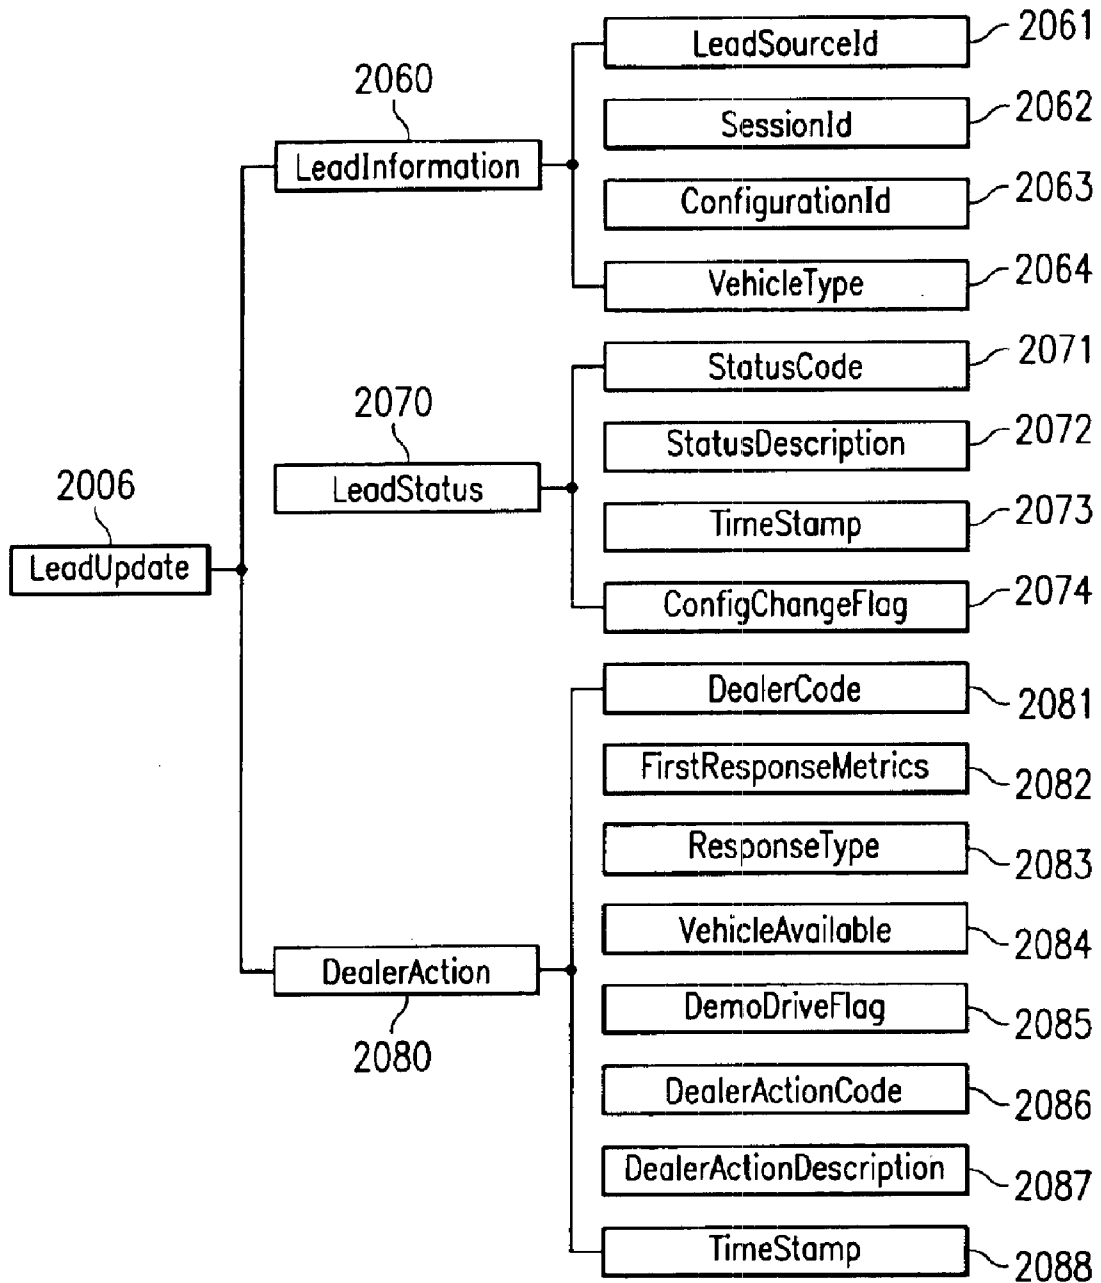 LeadSourceId
2061
2060
SessionId
2062
LeadInformation
ConfigurationId
2063
VehicleType
2064
StatusCode
2071
2070
StatusDescription
2072
LeadStatus
2006
TimeStamp
2073
LeadUpdate
ConfigChangeFlag
2074
DealerCode
2081
FirstResponseMetrics
2082
ResponseType
2083
VehicleAvailable
2084
DealerAction
DemoDriveFlag
2085
2080
DealerActionCode
2086
DealerActionDescription
2087
TimeStamp
2088